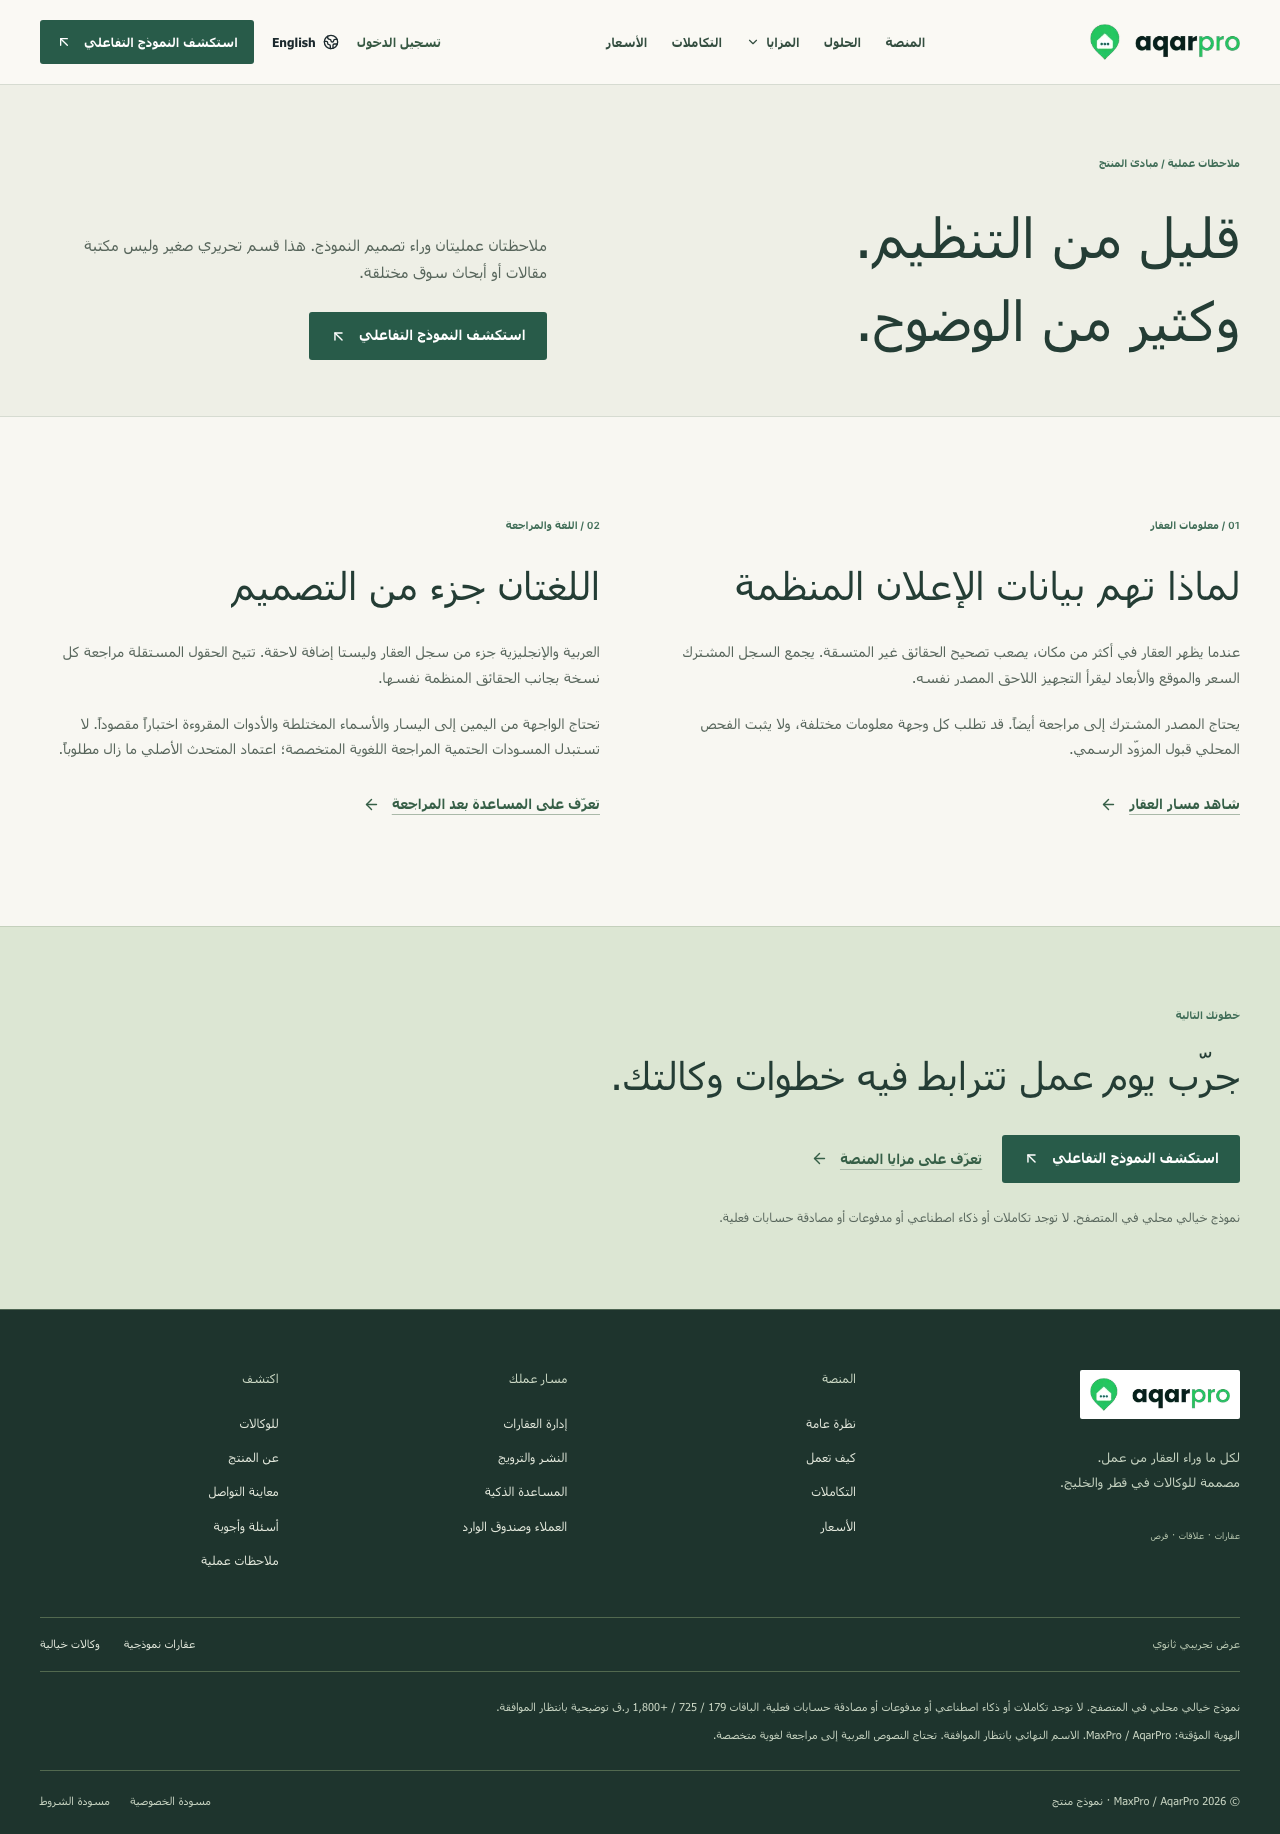 aqarpro
المنصة
الحلول
المزايا
التكاملات
الأسعار
تسجيل الدخول
English
استكشف النموذج التفاعلي
ملاحظات عملية / مبادئ المنتج
قليل من التنظيم.
وكثير من الوضوح.
ملاحظتان عمليتان وراء تصميم النموذج. هذا قسم تحريري صغير وليس مكتبة
مقالات أو أبحاث سوق مختلقة.
استكشف النموذج التفاعلي
01 / معلومات العقار
لماذا تهم بيانات الإعلان المنظمة
عندما يظهر العقار في أكثر من مكان، يصعب تصحيح الحقائق غير المتسقة. يجمع السجل المشترك
السعر والموقع والأبعاد ليقرأ التجهيز اللاحق المصدر نفسه.
يحتاج المصدر المشترك إلى مراجعة أيضاً. قد تطلب كل وجهة معلومات مختلفة، ولا يثبت الفحص
المحلي قبول المزوّد الرسمي.
شاهد مسار العقار
02 / اللغة والمراجعة
اللغتان جزء من التصميم
العربية والإنجليزية جزء من سجل العقار وليستا إضافة لاحقة. تتيح الحقول المستقلة مراجعة كل
نسخة بجانب الحقائق المنظمة نفسها.
تحتاج الواجهة من اليمين إلى اليسار والأسماء المختلطة والأدوات المقروءة اختباراً مقصوداً. لا
تستبدل المسودات الحتمية المراجعة اللغوية المتخصصة؛ اعتماد المتحدث الأصلي ما زال مطلوباً.
تعرّف على المساعدة بعد المراجعة
خطوتك التالية
جرّب يوم عمل تترابط فيه خطوات وكالتك.
استكشف النموذج التفاعلي
تعرّف على مزايا المنصة
نموذج خيالي محلي في المتصفح. لا توجد تكاملات أو ذكاء اصطناعي أو مدفوعات أو مصادقة حسابات فعلية.
aqarpro
لكل ما وراء العقار من عمل.
مصممة للوكالات في قطر والخليج.
عقارات · علاقات · فرص
المنصة
نظرة عامة
كيف تعمل
التكاملات
الأسعار
مسار عملك
إدارة العقارات
النشر والترويج
المساعدة الذكية
العملاء وصندوق الوارد
اكتشف
للوكالات
عن المنتج
معاينة التواصل
أسئلة وأجوبة
ملاحظات عملية
عرض تجريبي ثانوي
عقارات نموذجية
وكالات خيالية
نموذج خيالي محلي في المتصفح. لا توجد تكاملات أو ذكاء اصطناعي أو مدفوعات أو مصادقة حسابات فعلية. الباقات 179 / 725 / +1,800 ر.ق توضيحية بانتظار الموافقة.
الهوية المؤقتة: MaxPro / AqarPro. الاسم النهائي بانتظار الموافقة. تحتاج النصوص العربية إلى مراجعة لغوية متخصصة.
© 2026 MaxPro / AqarPro · نموذج منتج
مسودة الخصوصية
مسودة الشروط